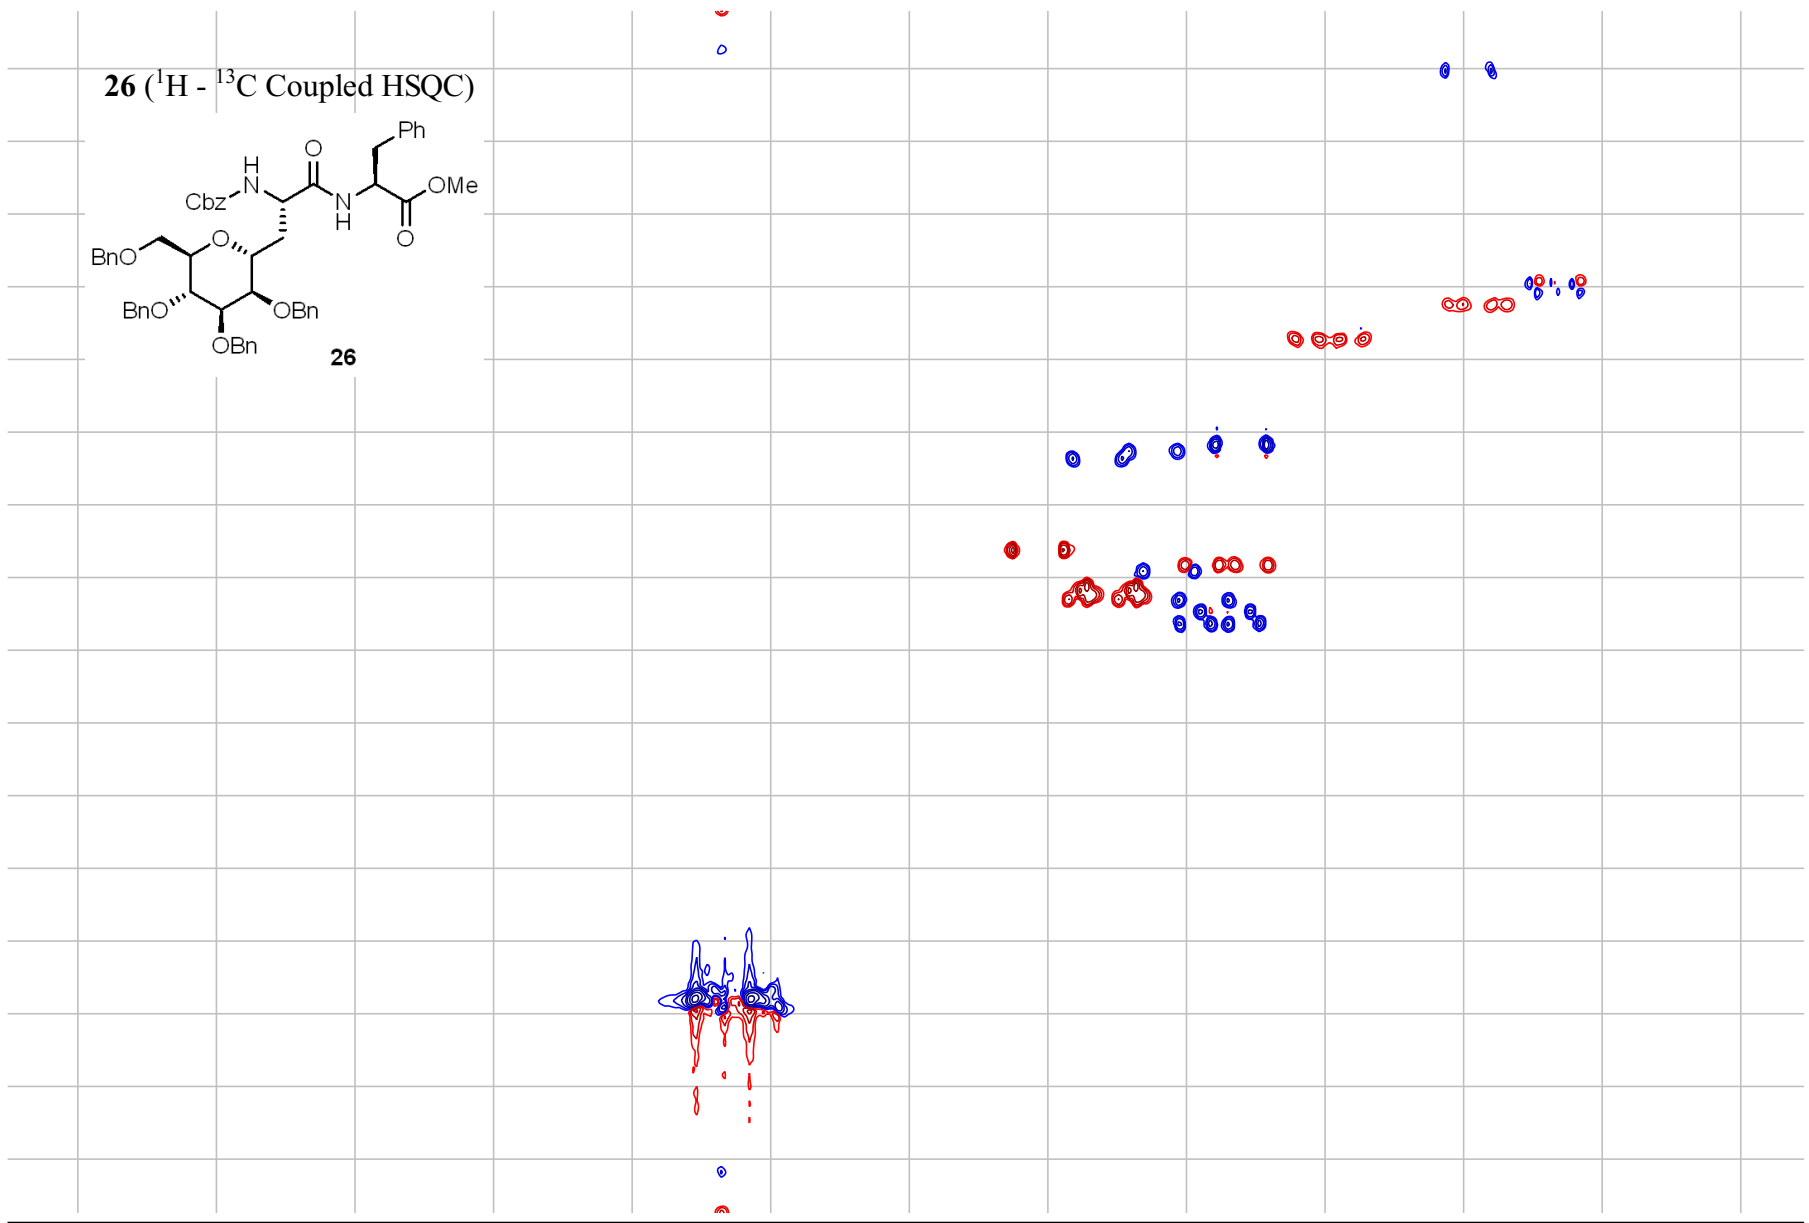 26 (¹H - ¹³C Coupled HSQC)
Ph
H
O
N
OMe
Cbz
N
H
O
O
BnO
BnO
OBn
OBn
26